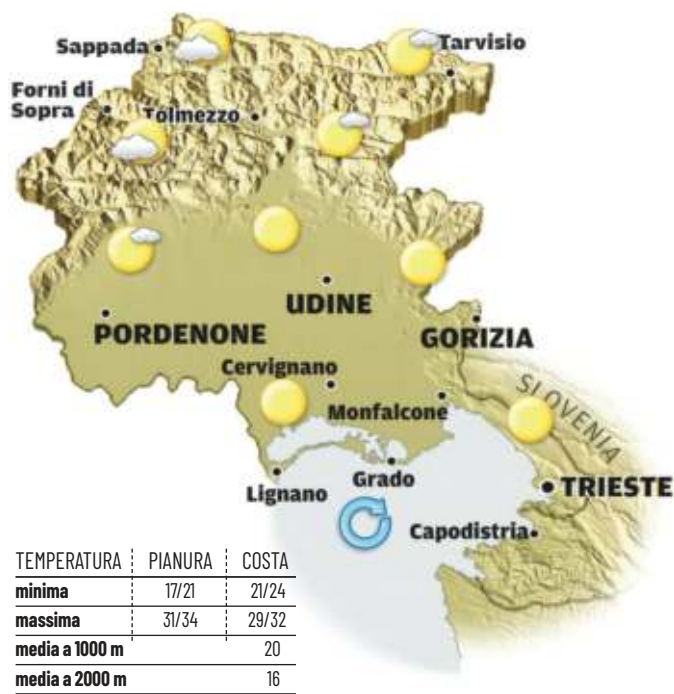 Sappada
Tarvisio
Forni di
Sopra
Tolmezzo
UDINE
PORDENONE
GORIZIA
Cervignano
SLOVENIA
Monfalcone
Grado
Lignano
TRIESTE
Capodistria
TEMPERATURA PIANURA COSTA
minima 17/21 21/24
massima 31/34 29/32
media a 1000 m 20
media a 2000 m 16